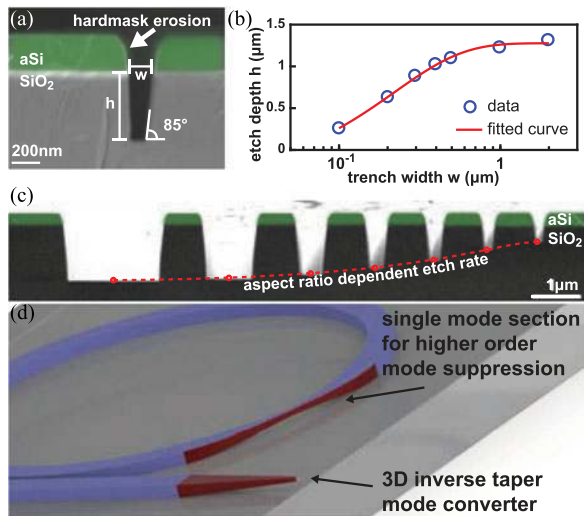 (a)
hardmask erosion
aSi
SiO₂
w
h
85°
200nm
(b)
etch depth h (μm)
1.5
1
0.5
0
data
fitted curve
10⁻¹
10⁰
trench width w (μm)
(c)
aSi
SiO₂
aspect ratio dependent etch rate
1μm
(d)
single mode section
for higher order
mode suppression
3D inverse taper
mode converter